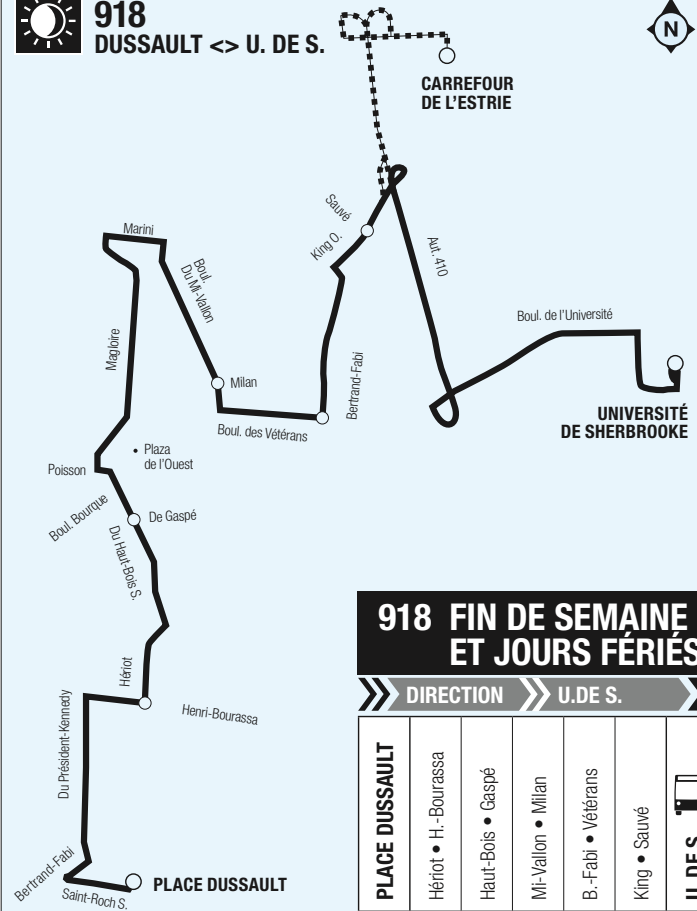 918
DUSSAULT <> U. DE S.
N
CARREFOUR
DE L'ESTRIE
Sauvé
King O.
Marini
Boul.
Du Mi-Vallon
Aut. 410
Boul. de l'Université
Magloire
Milan
Bertrand-Fabi
Boul. des Vétérans
UNIVERSITÉ
DE SHERBROOKE
• Plaza
de l'Ouest
Poisson
Boul. Bourque
De Gaspé
Du Haut-Bois S.
Hériot
Henri-Bourassa
Du Président-Kennedy
Bertrand-Fabi
Saint-Roch S.
PLACE DUSSAULT
918 FIN DE SEMAINE
ET JOURS FÉRIÉS
DIRECTION U.DE S.
PLACE DUSSAULT
Hériot • H.-Bourassa
Haut-Bois • Gaspé
Mi-Vallon • Milan
B.-Fabi • Vétérans
King • Sauvé
U. DE S.